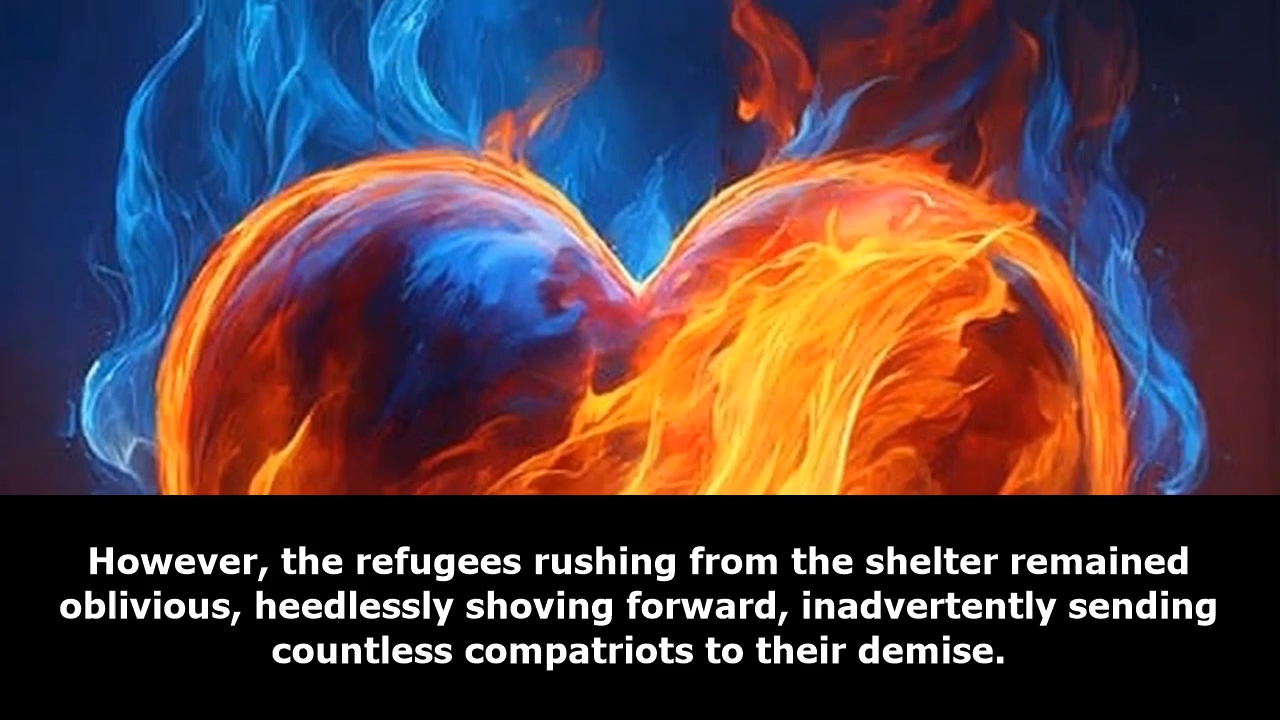 However, the refugees rushing from the shelter remained
oblivious, heedlessly shoving forward, inadvertently sending
countless compatriots to their demise.